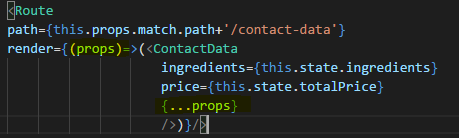 <Route
path={this.props.match.path+'/contact-data'}
render={(props)=>(<ContactData
ingredients={this.state.ingredients}
price={this.state.totalPrice}
{...props}
/>)}/>